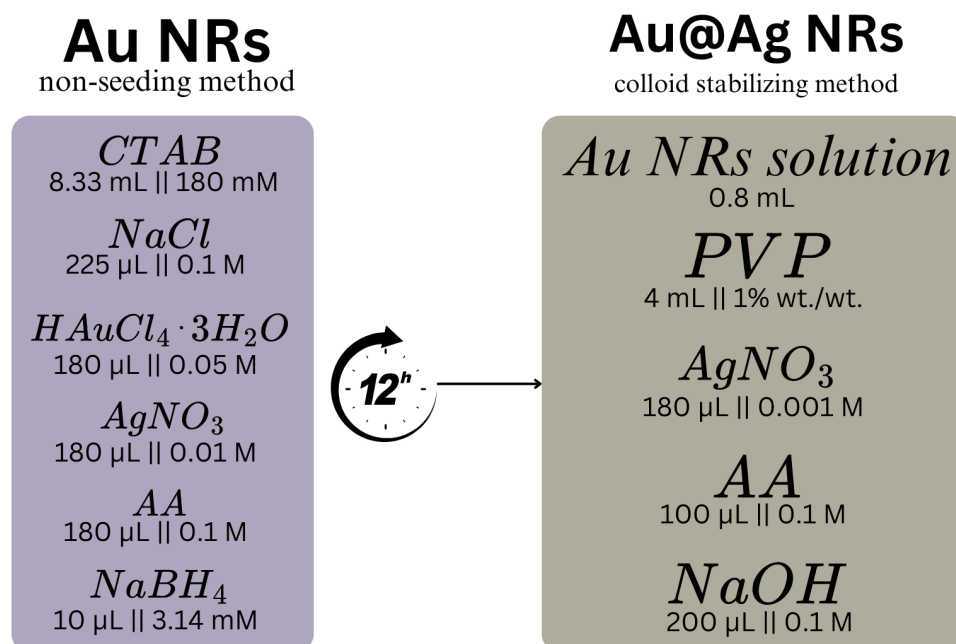 Au NRs
non-seeding method
CTAB
8.33 mL || 180 mM
NaCl
225 µL || 0.1 M
HAuCl₄·3H₂O
180 µL || 0.05 M
AgNO₃
180 µL || 0.01 M
AA
180 µL || 0.1 M
NaBH₄
10 µL || 3.14 mM
12ʰ
Au@Ag NRs
colloid stabilizing method
Au NRs solution
0.8 mL
PVP
4 mL || 1% wt./wt.
AgNO₃
180 µL || 0.001 M
AA
100 µL || 0.1 M
NaOH
200 µL || 0.1 M